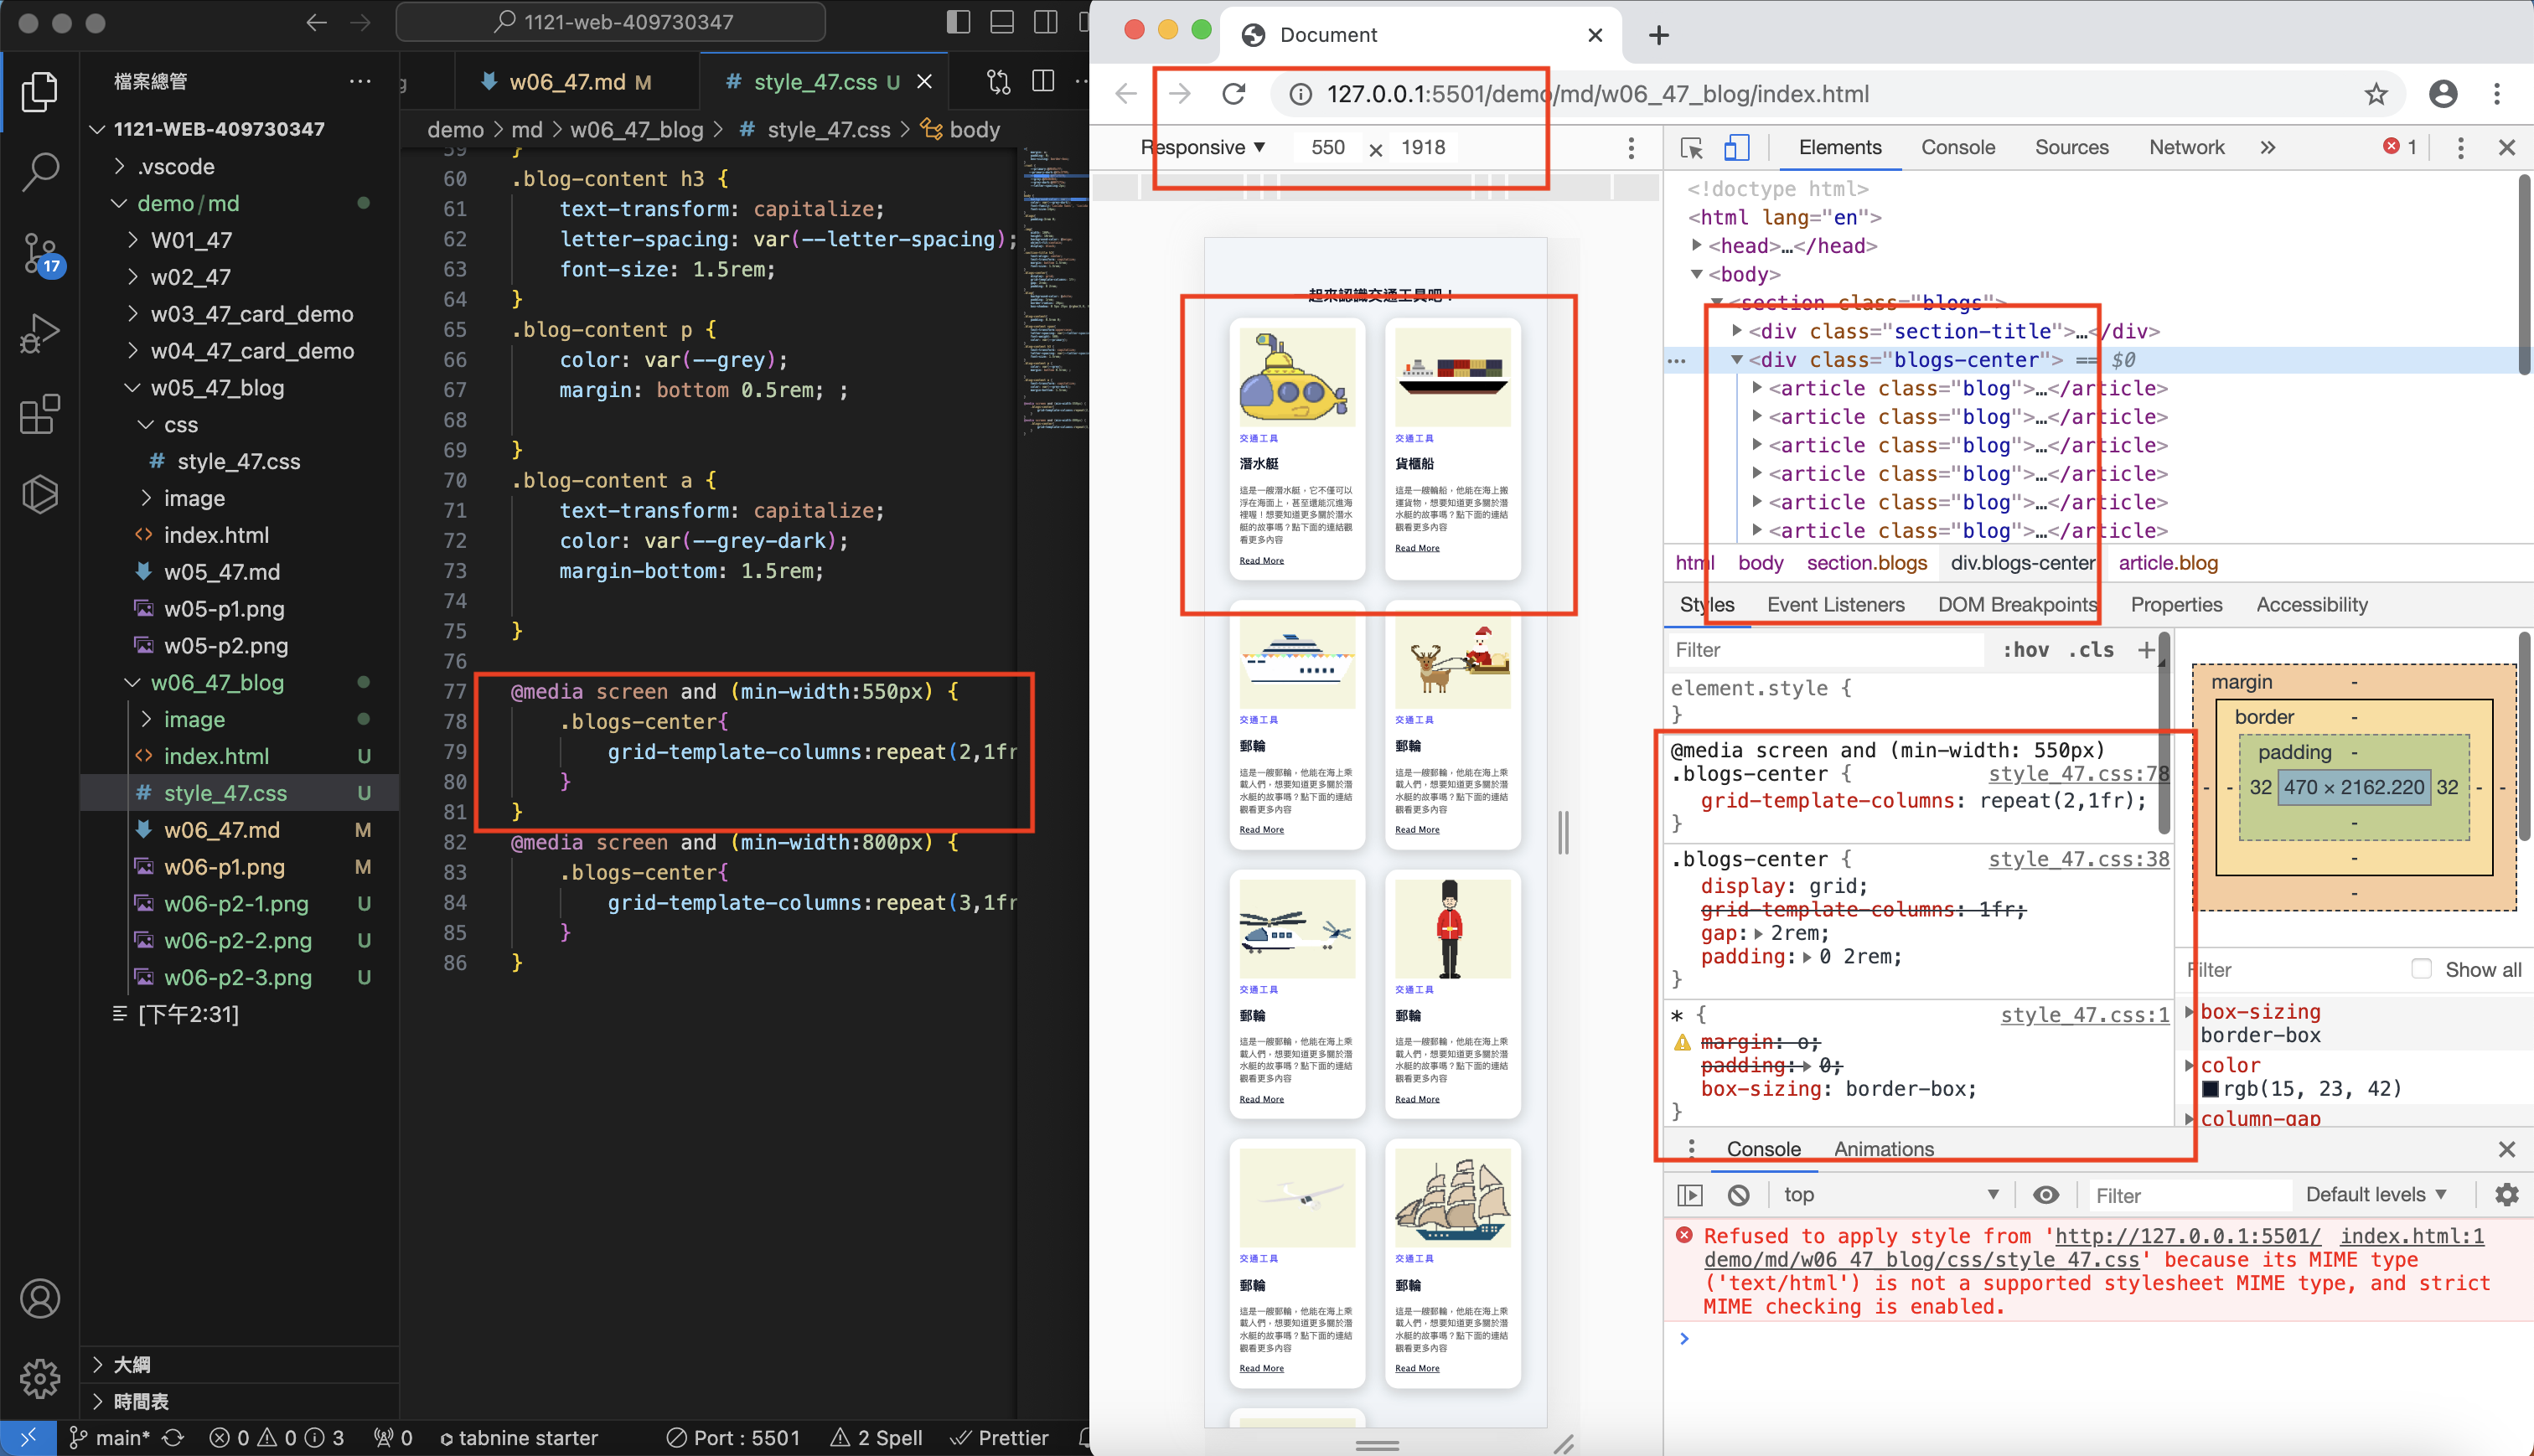 1121-web-409730347
檔案總管
w06_47.md M
style_47.css U
1121-WEB-409730347
.vscode
demo/md
W01_47
w02_47
w03_47_card_demo
w04_47_card_demo
w05_47_blog
css
style_47.css
image
index.html
w05_47.md
w05-p1.png
w05-p2.png
w06_47_blog
image
index.html U
style_47.css U
w06_47.md M
w06-p1.png M
w06-p2-1.png U
w06-p2-2.png U
w06-p2-3.png U
[下午2:31]
大綱
時間表
17
demo > md > w06_47_blog > # style_47.css > body
59 }
60 .blog-content h3 {
61 text-transform: capitalize;
62 letter-spacing: var(--letter-spacing);
63 font-size: 1.5rem;
64 }
65 .blog-content p {
66 color: var(--grey);
67 margin: bottom 0.5rem; ;
68
69 }
70 .blog-content a {
71 text-transform: capitalize;
72 color: var(--grey-dark);
73 margin-bottom: 1.5rem;
74
75 }
76
77 @media screen and (min-width:550px) {
78 .blogs-center{
79 grid-template-columns:repeat(2,1fr
80 }
81 }
82 @media screen and (min-width:800px) {
83 .blogs-center{
84 grid-template-columns:repeat(3,1fr
85 }
86 }
main* 0 0 3 0 tabnine starter Port : 5501 2 Spell Prettier
Document
127.0.0.1:5501/demo/md/w06_47_blog/index.html
Responsive ▼ 550 × 1918
起來認識交通工具吧！
交通工具
潛水艇
這是一艘潛水艇，它不僅可以
浮在海面上，甚至還能沉進海
裡喔！想要知道更多關於潛水
艇的故事嗎？點下面的連結觀
看更多內容
Read More
交通工具
貨櫃船
這是一艘輪船，他能在海上搬
運貨物，想要知道更多關於潛
水艇的故事嗎？點下面的連結
觀看更多內容
Read More
交通工具
郵輪
這是一艘郵輪，他能在海上乘
載人們，想要知道更多關於潛
水艇的故事嗎？點下面的連結
觀看更多內容
Read More
交通工具
郵輪
這是一艘郵輪，他能在海上乘
載人們，想要知道更多關於潛
水艇的故事嗎？點下面的連結
觀看更多內容
Read More
交通工具
郵輪
這是一艘郵輪，他能在海上乘
載人們，想要知道更多關於潛
水艇的故事嗎？點下面的連結
觀看更多內容
Read More
交通工具
郵輪
這是一艘郵輪，他能在海上乘
載人們，想要知道更多關於潛
水艇的故事嗎？點下面的連結
觀看更多內容
Read More
交通工具
郵輪
這是一艘郵輪，他能在海上乘
載人們，想要知道更多關於潛
水艇的故事嗎？點下面的連結
觀看更多內容
Read More
交通工具
郵輪
這是一艘郵輪，他能在海上乘
載人們，想要知道更多關於潛
水艇的故事嗎？點下面的連結
觀看更多內容
Read More
Elements Console Sources Network » 1
<!doctype html>
<html lang="en">
<head>…</head>
<body>
<section class="blogs">
<div class="section-title">…</div>
<div class="blogs-center"> == $0
<article class="blog">…</article>
<article class="blog">…</article>
<article class="blog">…</article>
<article class="blog">…</article>
<article class="blog">…</article>
<article class="blog">…</article>
html body section.blogs div.blogs-center article.blog
Styles Event Listeners DOM Breakpoints Properties Accessibility
Filter :hov .cls +
element.style {
}
@media screen and (min-width: 550px)
.blogs-center { style_47.css:78
grid-template-columns: repeat(2,1fr);
}
.blogs-center { style_47.css:38
display: grid;
grid-template-columns: 1fr;
gap: 2rem;
padding: 0 2rem;
}
* { style_47.css:1
margin: o;
padding: 0;
box-sizing: border-box;
}
margin -
border -
padding -
- - 32 470 × 2162.220 32 - -
-
-
-
Filter Show all
box-sizing
border-box
color
rgb(15, 23, 42)
column-gap
Console Animations
top ▼ Filter Default levels ▼
Refused to apply style from 'http://127.0.0.1:5501/ index.html:1
demo/md/w06_47_blog/css/style_47.css' because its MIME type
('text/html') is not a supported stylesheet MIME type, and strict
MIME checking is enabled.